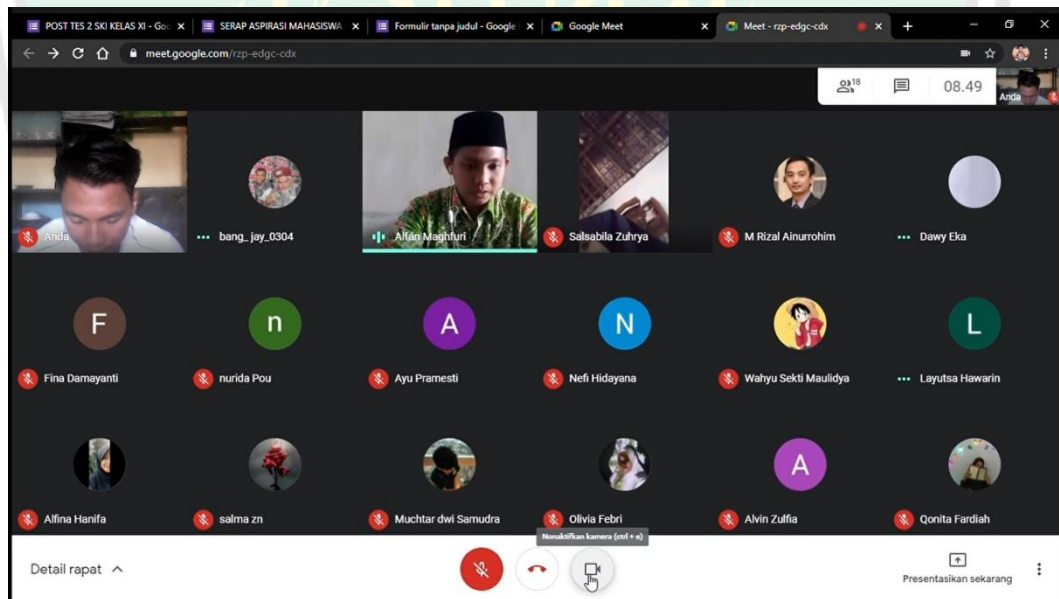 POST TES 2 SKI KELAS XI - Goo
SERAP ASPIRASI MAHASISWA
Formulir tanpa judul - Google
Google Meet
Meet - rzp-edgc-cdx
meet.google.com/rzp-edgc-cdx
18
08.49
Anda
Anda
bang_ jay_0304
Alfan Maghfuri
Salsabila Zuhrya
M Rizal Ainurrohim
Dawy Eka
F
n
A
N
L
Fina Damayanti
nurida Pou
Ayu Pramesti
Nefi Hidayana
Wahyu Sekti Maulidya
Layutsa Hawarin
A
Alfina Hanifa
salma zn
Muchtar dwi Samudra
Olivia Febri
Alvin Zulfia
Qonita Fardiah
Nonaktifkan kamera (ctrl + e)
Detail rapat
Presentasikan sekarang